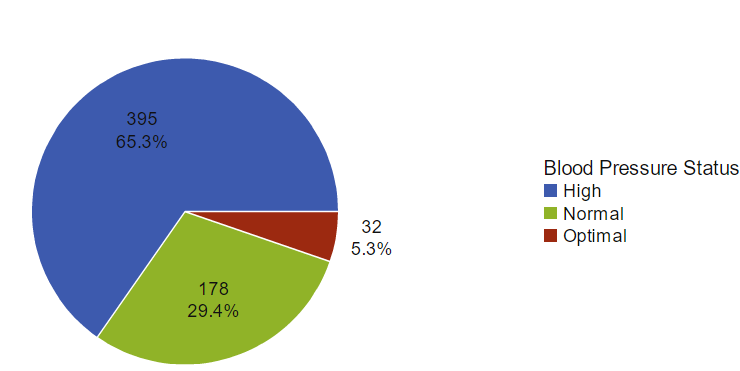 395
65.3%
178
29.4%
32
5.3%
Blood Pressure Status
High
Normal
Optimal